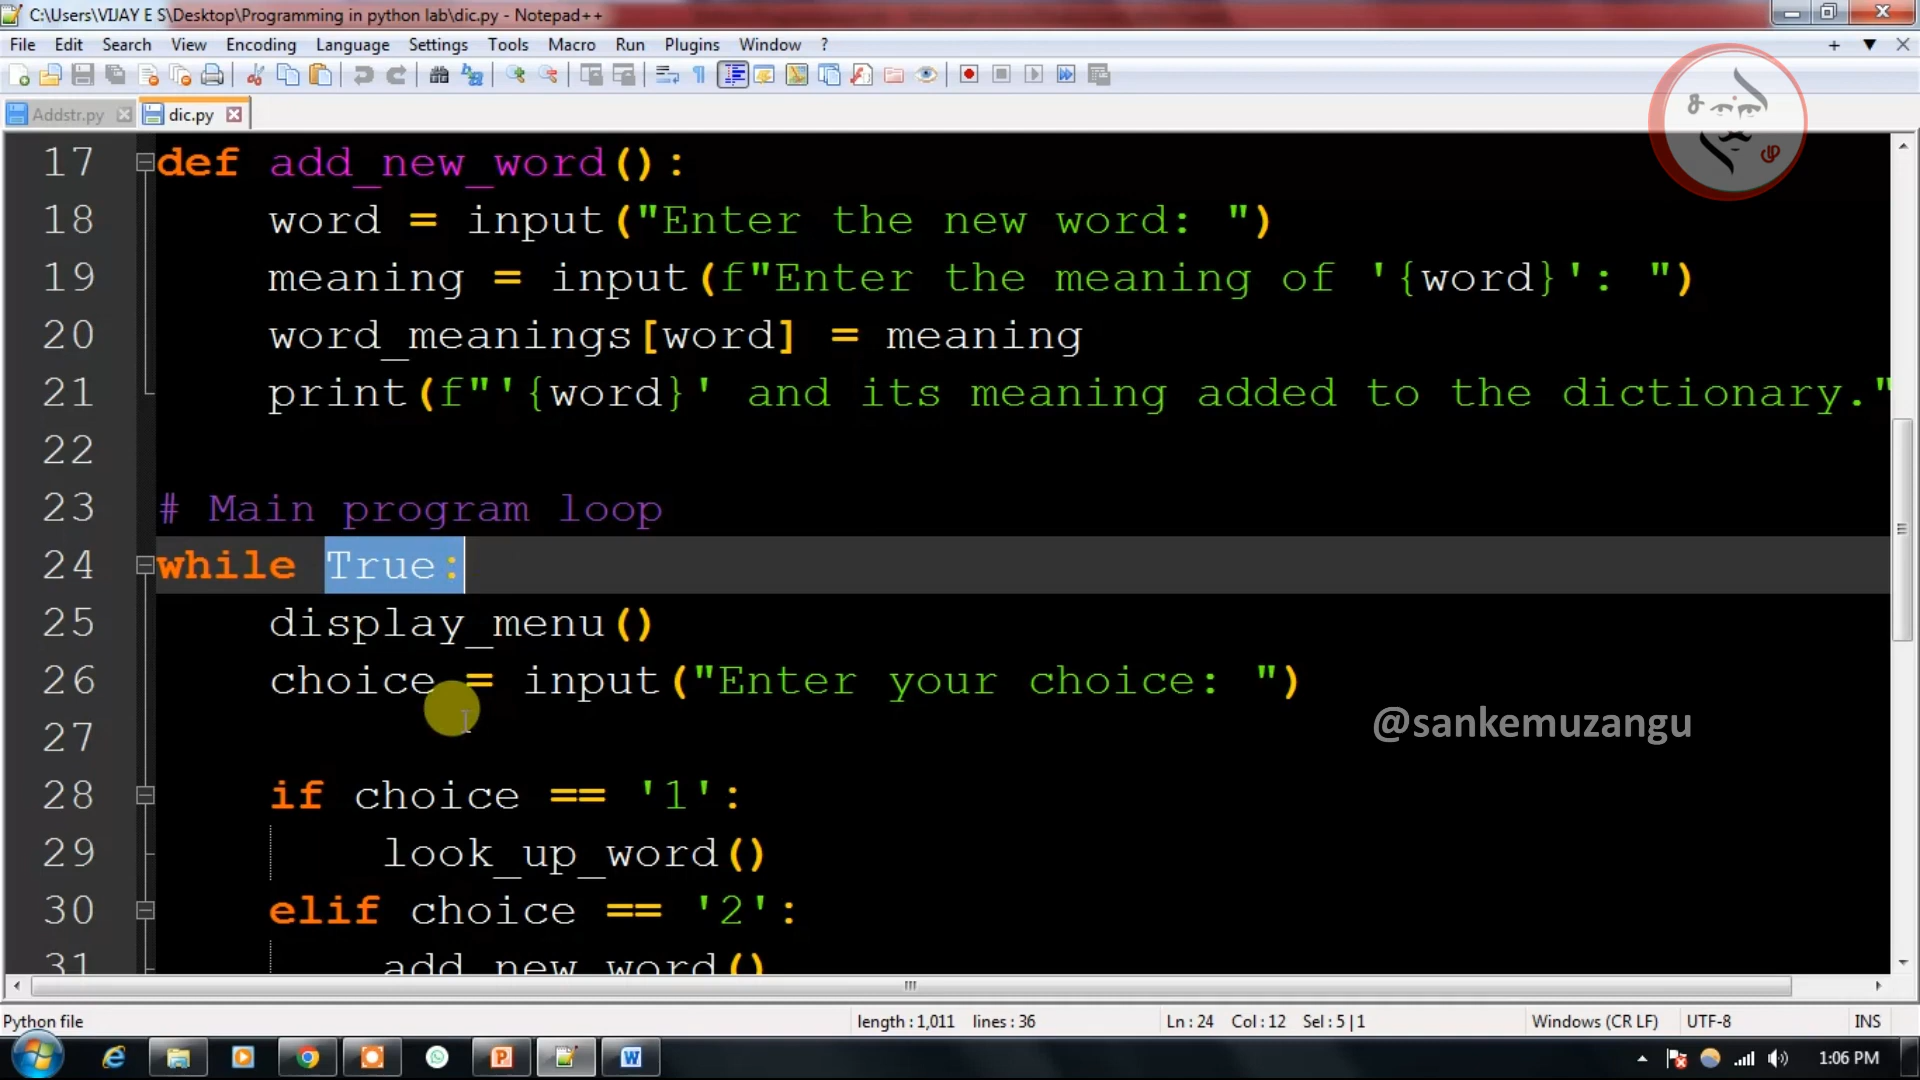 C:\Users\VIJAY E S\Desktop\Programming in python lab\dic.py - Notepad++
File Edit Search View Encoding Language Settings Tools Macro Run Plugins Window ?
Addstr.py dic.py
17 def add_new_word():
18 word = input("Enter the new word: ")
19 meaning = input(f"Enter the meaning of '{word}': ")
20 word_meanings[word] = meaning
21 print(f"'{word}' and its meaning added to the dictionary."
22
23 # Main program loop
24 while True:
25 display_menu()
26 choice = input("Enter your choice: ")
@sankemuzangu
27
28 if choice == '1':
29 look_up_word()
30 elif choice == '2':
31 add_new_word()
Python file length : 1,011 lines : 36 Ln : 24 Col : 12 Sel : 5 | 1 Windows (CR LF) UTF-8 INS
1:06 PM